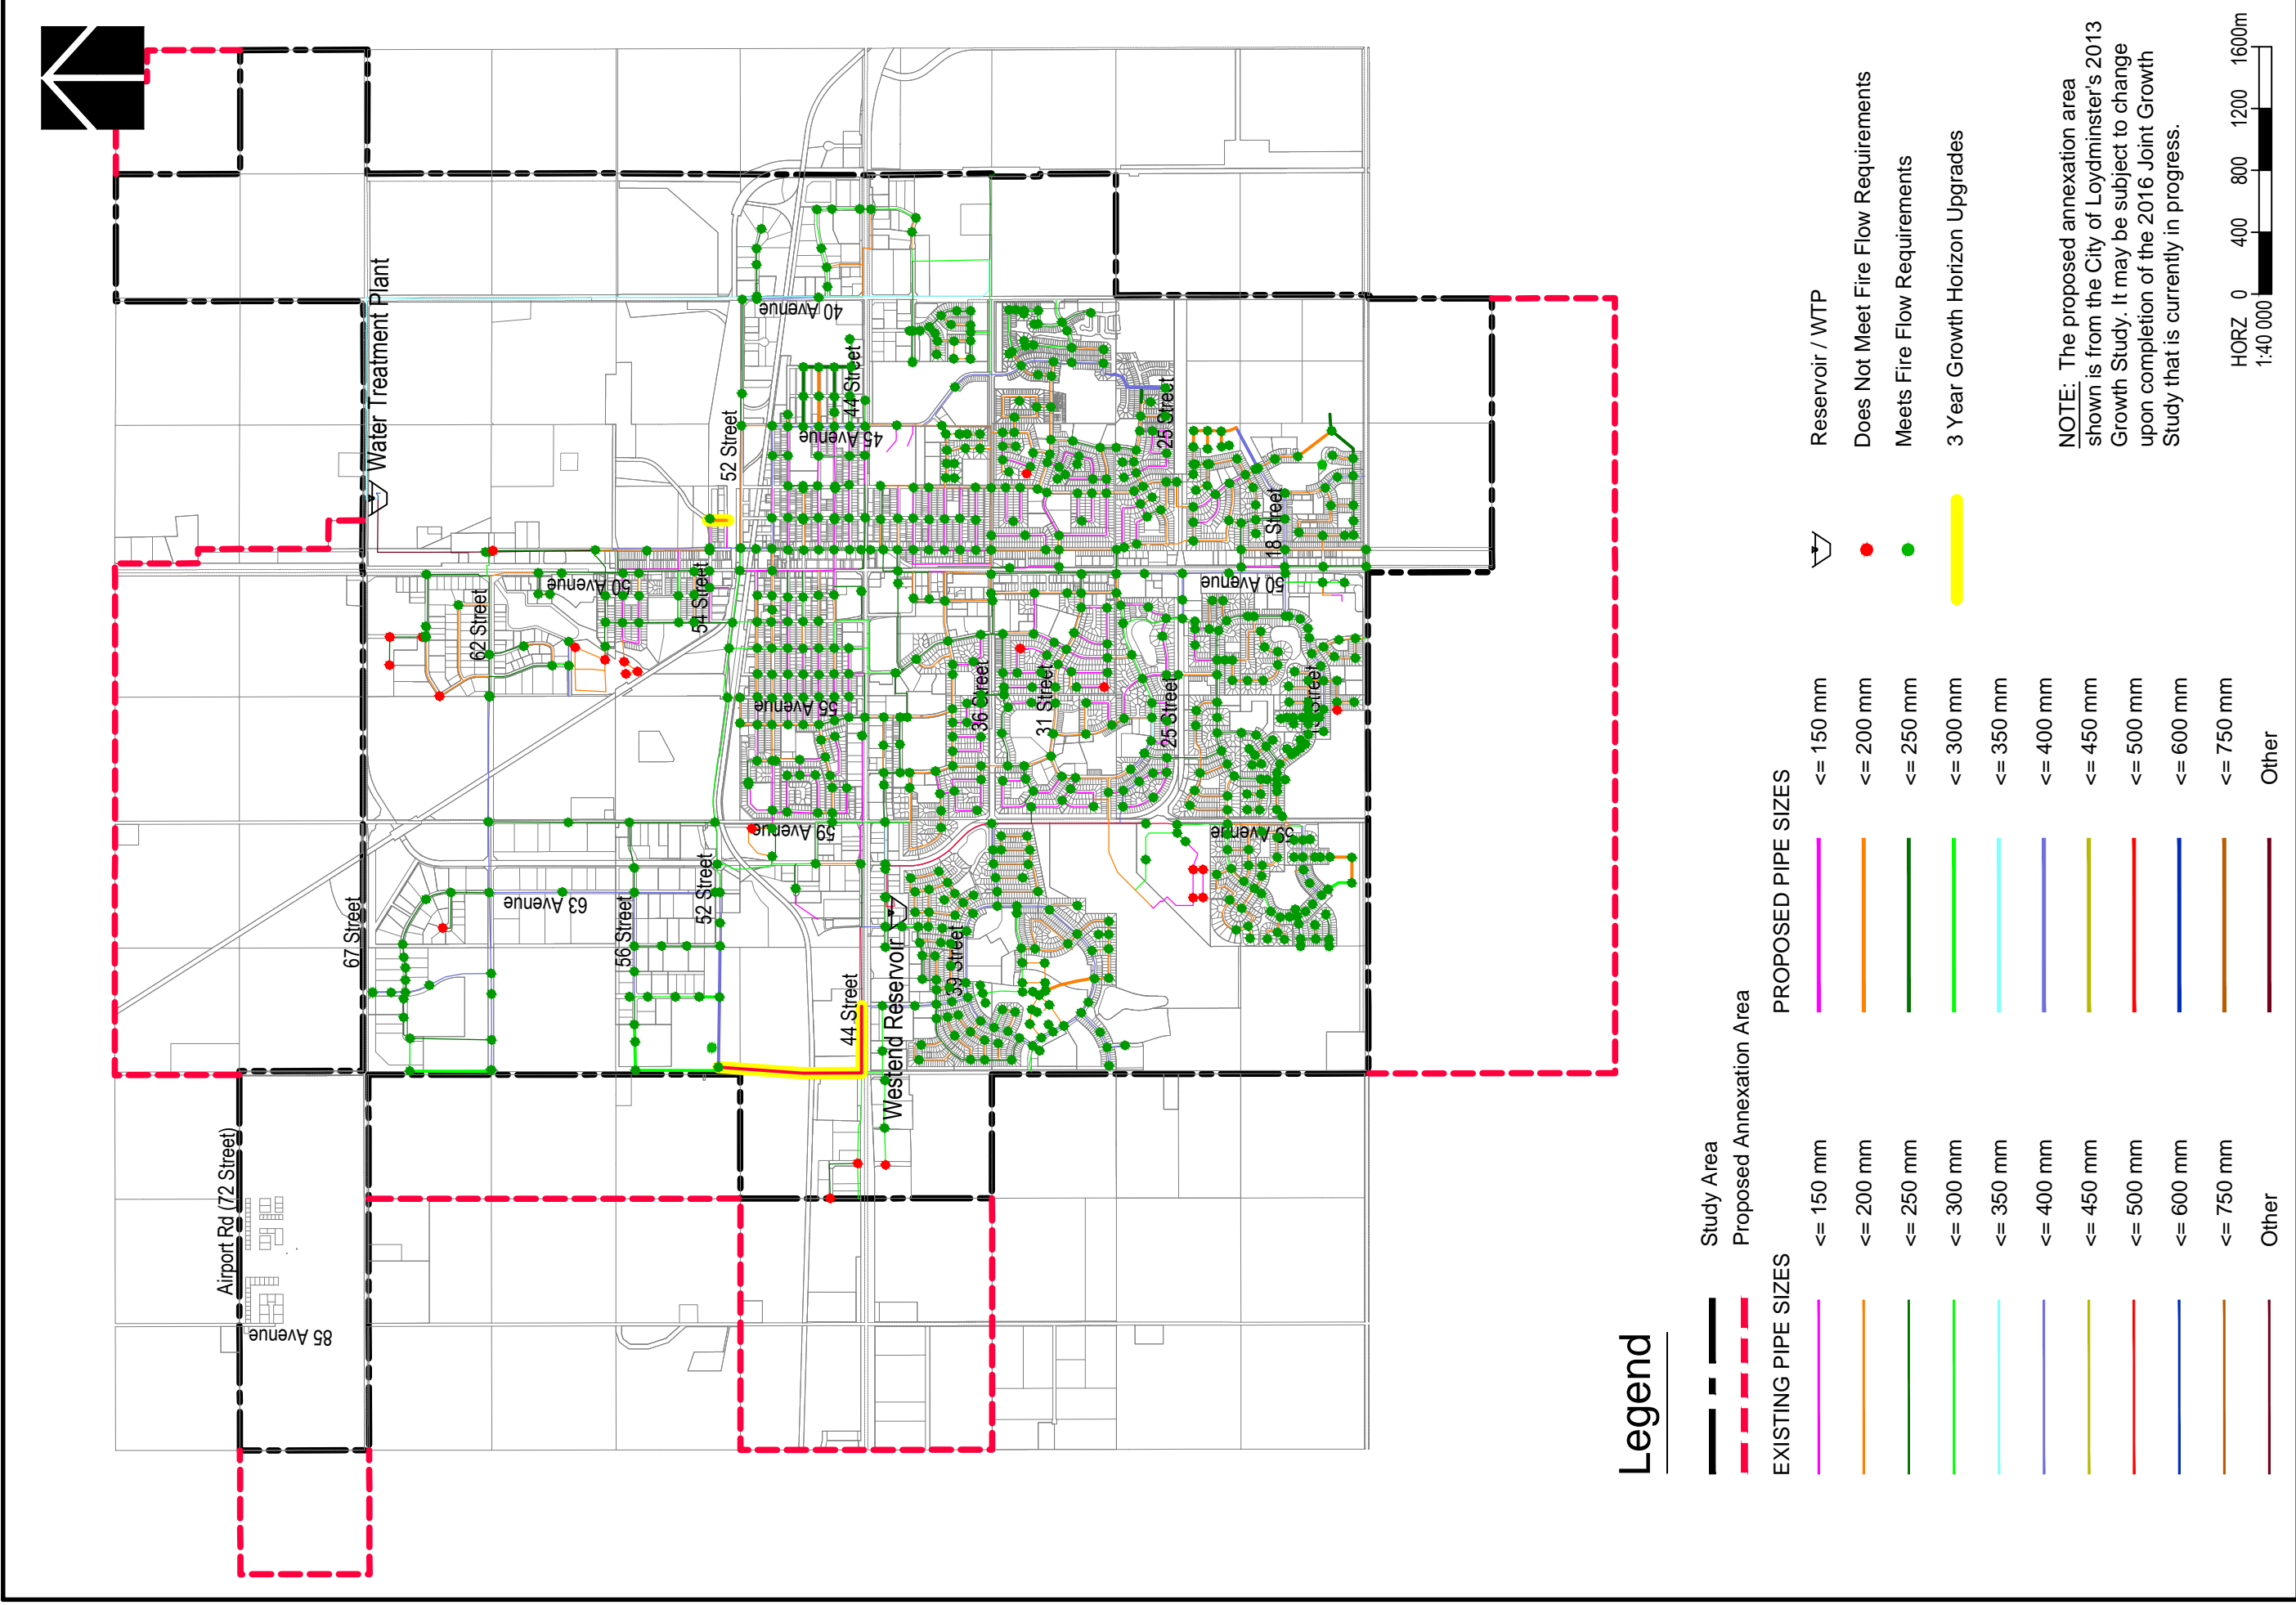 Airport Rd (72 Street)
85 Avenue
67 Street
Water Treatment Plant
62 Street
63 Avenue
50 Avenue
56 Street
54 Street
52 Street
52 Street
40 Avenue
45 Avenue
44 Street
55 Avenue
59 Avenue
44 Street
Westend Reservoir
39 Street
36 Street
31 Street
25 Street
25 Street
50 Avenue
18 Street
Street
Avenue
Legend
Study Area
Proposed Annexation Area
EXISTING PIPE SIZES
<= 150 mm
<= 200 mm
<= 250 mm
<= 300 mm
<= 350 mm
<= 400 mm
<= 450 mm
<= 500 mm
<= 600 mm
<= 750 mm
Other
PROPOSED PIPE SIZES
<= 150 mm
<= 200 mm
<= 250 mm
<= 300 mm
<= 350 mm
<= 400 mm
<= 450 mm
<= 500 mm
<= 600 mm
<= 750 mm
Other
Reservoir / WTP
Does Not Meet Fire Flow Requirements
Meets Fire Flow Requirements
3 Year Growth Horizon Upgrades
NOTE: The proposed annexation area
shown is from the City of Loydminster's 2013
Growth Study. It may be subject to change
upon completion of the 2016 Joint Growth
Study that is currently in progress.
HORZ 0 400 800 1200 1600m
1:40 000